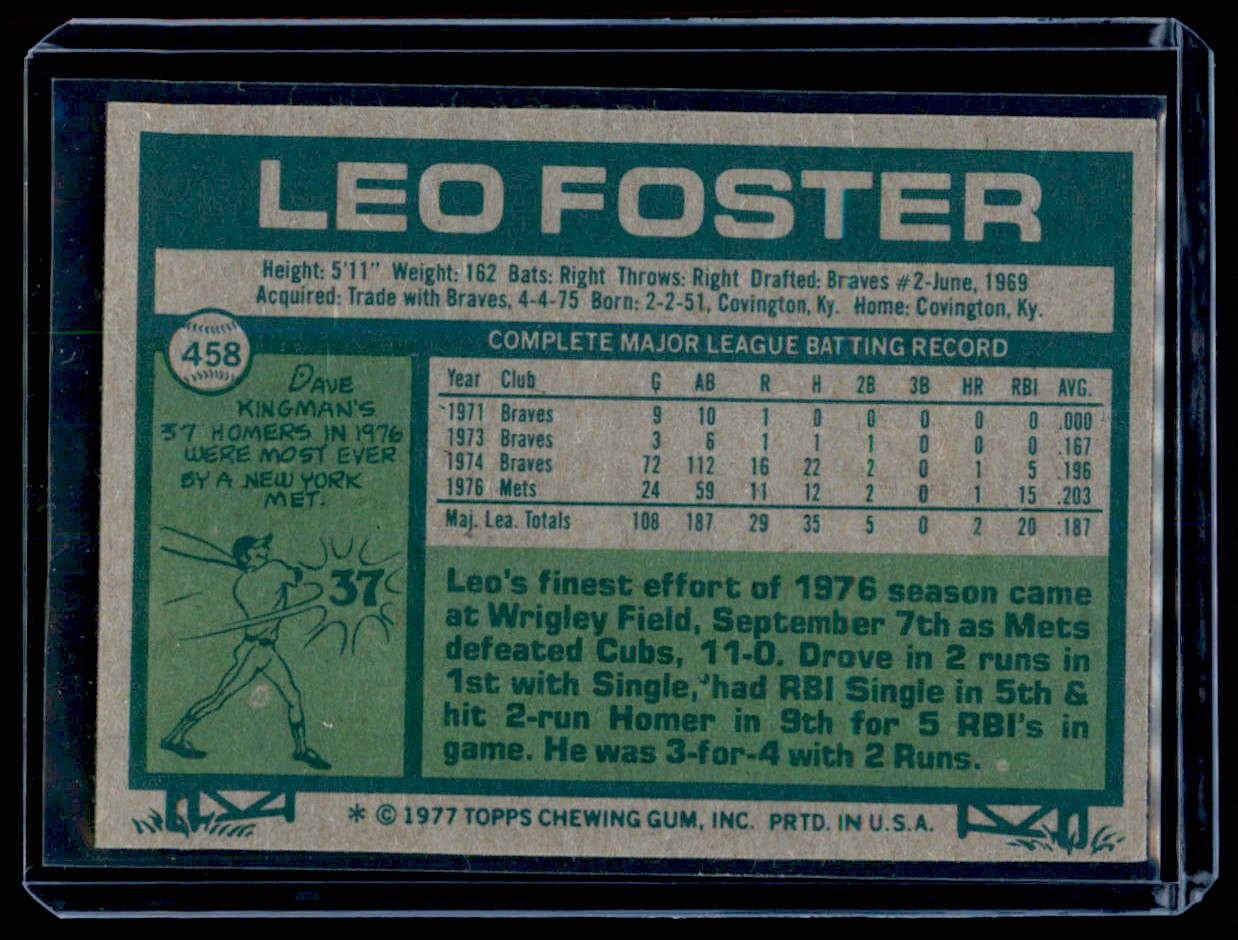 LEO FOSTER
Height: 5'11" Weight: 162 Bats: Right Throws: Right Drafted: Braves #2-June, 1969
Acquired: Trade with Braves, 4-4-75 Born: 2-2-51, Covington, Ky. Home: Covington, Ky.
458
DAVE
KINGMAN'S
37 HOMERS IN 1976
WERE MOST EVER
BY A NEW YORK
MET.
37
COMPLETE MAJOR LEAGUE BATTING RECORD
Year Club G AB R H 2B 3B HR RBI AVG.
1971 Braves 9 10 1 0 0 0 0 0 .000
1973 Braves 3 6 1 1 1 0 0 0 .167
1974 Braves 72 112 16 22 2 0 1 5 .196
1976 Mets 24 59 11 12 2 0 1 15 .203
Maj. Lea. Totals 108 187 29 35 5 0 2 20 .187
Leo's finest effort of 1976 season came
at Wrigley Field, September 7th as Mets
defeated Cubs, 11-0. Drove in 2 runs in
1st with Single, had RBI Single in 5th &
hit 2-run Homer in 9th for 5 RBI's in
game. He was 3-for-4 with 2 Runs.
* © 1977 TOPPS CHEWING GUM, INC. PRTD. IN U.S.A.